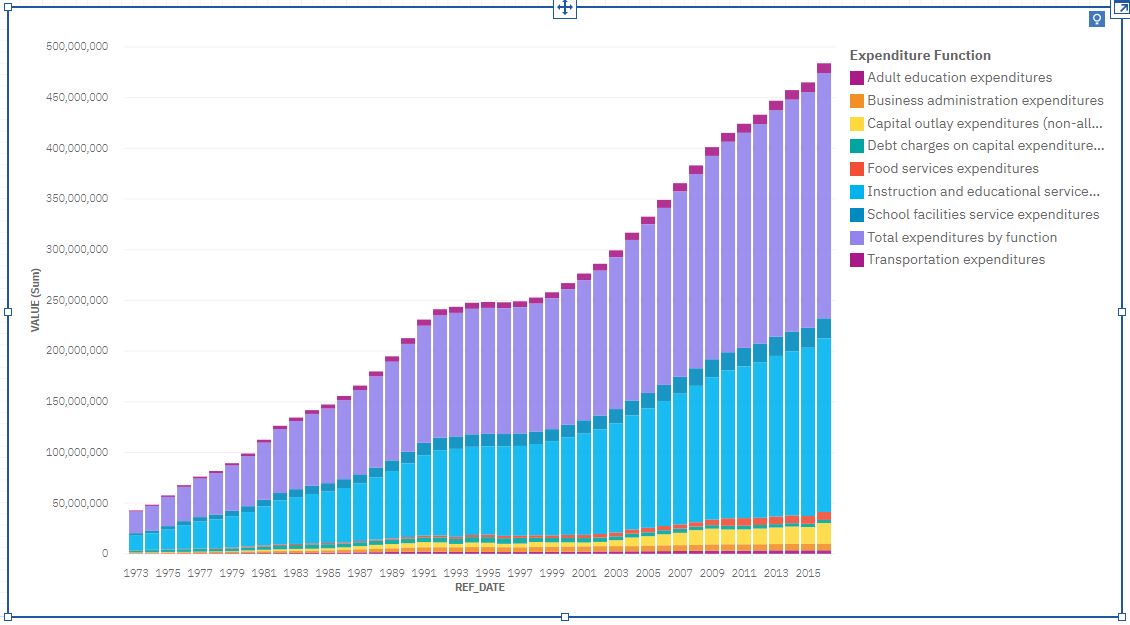 500,000,000
450,000,000
400,000,000
350,000,000
300,000,000
250,000,000
200,000,000
150,000,000
100,000,000
50,000,000
0
VALUE (Sum)
1973 1975 1977 1979 1981 1983 1985 1987 1989 1991 1993 1995 1997 1999 2001 2003 2005 2007 2009 2011 2013 2015
REF_DATE
Expenditure Function
Adult education expenditures
Business administration expenditures
Capital outlay expenditures (non-all...
Debt charges on capital expenditure...
Food services expenditures
Instruction and educational service...
School facilities service expenditures
Total expenditures by function
Transportation expenditures